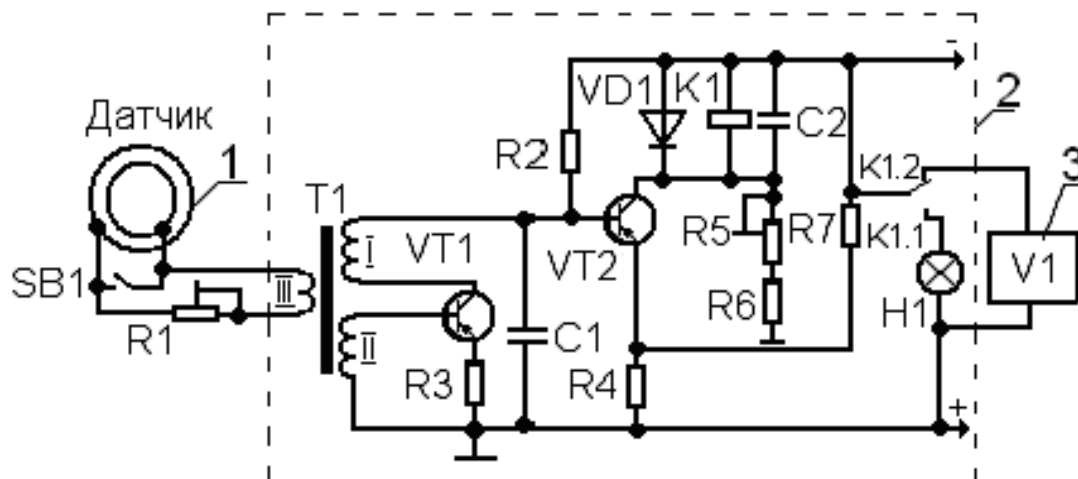 Датчик
1
SB1
R1
T1
III
I
II
VT1
R3
C1
R2
VD1
K1
C2
VT2
R4
R5
R6
R7
K1.2
K1.1
H1
-
+
2
3
V1